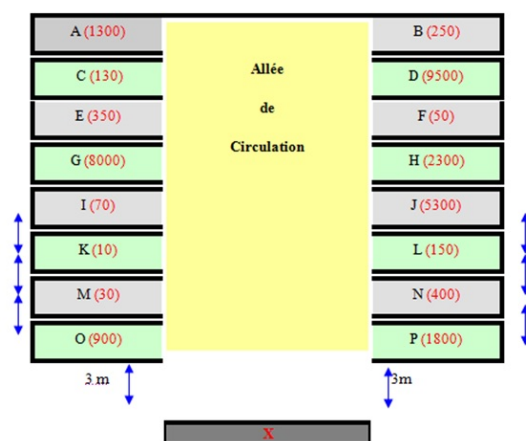 A (1300)
B (250)
Allée
C (130)
D (9500)
de
E (350)
F (50)
Circulation
G (8000)
H (2300)
I (70)
J (5300)
K (10)
L (150)
M (30)
N (400)
O (900)
P (1800)
3 m
3m
X